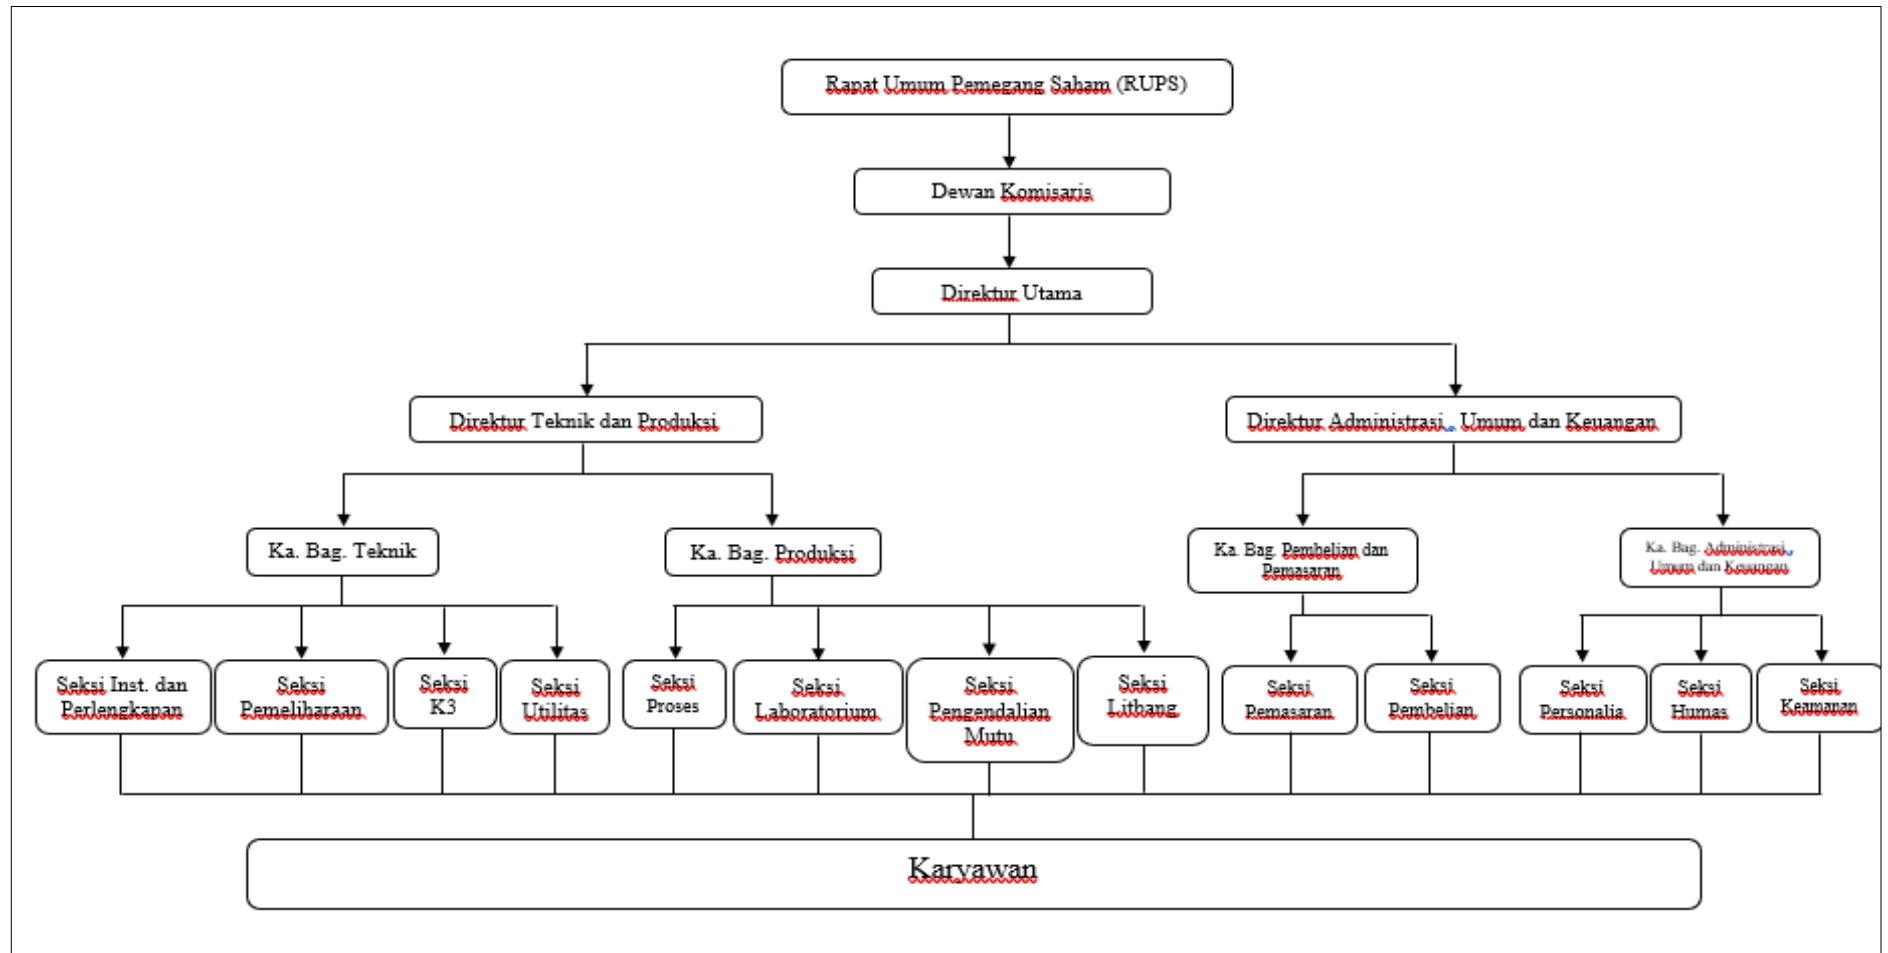 Rapat Umum Pemegang Saham (RUPS)
Dewan Komisaris
Direktur Utama
Direktur Teknik dan Produksi
Direktur Administrasi, Umum dan Keuangan
Ka. Bag. Teknik
Ka. Bag. Produksi
Ka. Bag. Pembelian dan
Pemasaran
Ka. Bag. Administrasi,
Umum dan Keuangan
Seksi Inst. dan
Perlengkapan
Seksi
Pemeliharaan
Seksi
K3
Seksi
Utilitas
Seksi
Proses
Seksi
Laboratorium
Seksi
Pengendalian
Mutu
Seksi
Litbang
Seksi
Pemasaran
Seksi
Pembelian
Seksi
Personalia
Seksi
Humas
Seksi
Keamanan
Karyawan